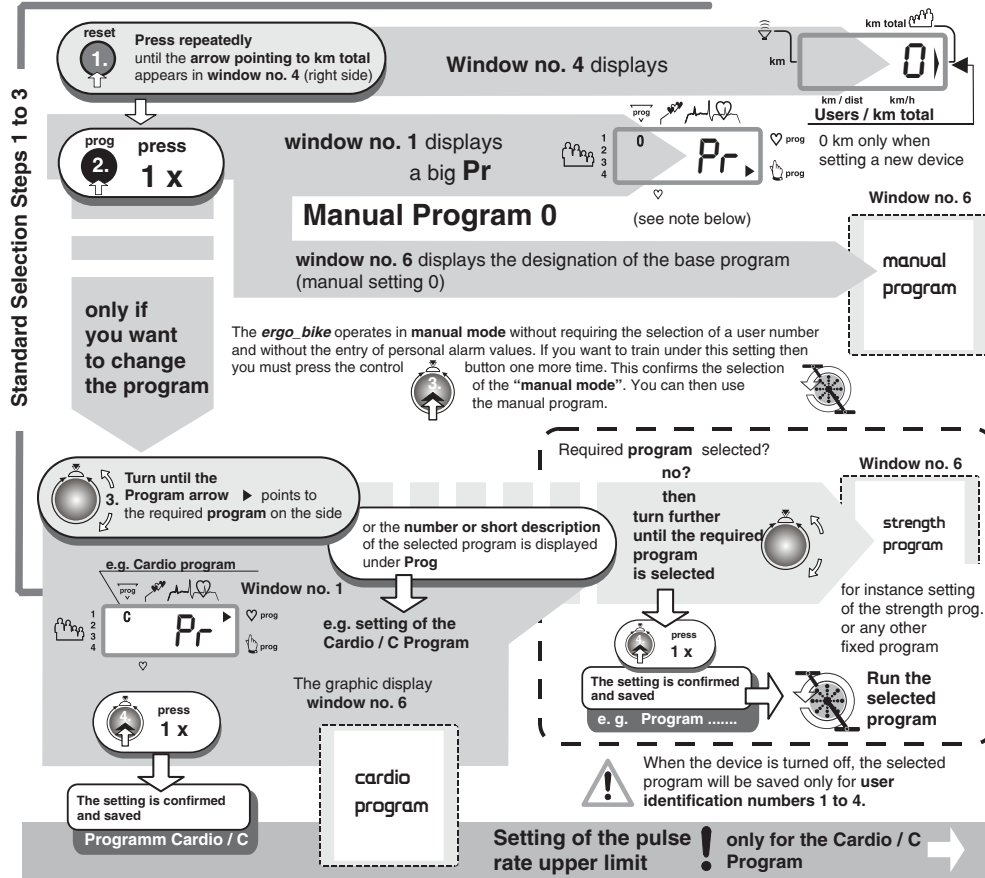 Standard Selection Steps 1 to 3
reset
1.
Press repeatedly
until the arrow pointing to km total
appears in window no. 4 (right side)
Window no. 4 displays
km total
km
0
km / dist km/h
Users / km total
0 km only when
setting a new device
prog
2.
press
1 x
window no. 1 displays
a big Pr
prog
1
2
3
4
0
Pr
prog
prog
Manual Program 0
(see note below)
Window no. 6
manual
program
window no. 6 displays the designation of the base program
(manual setting 0)
only if
you want
to change
the program
The ergo_bike operates in manual mode without requiring the selection of a user number
and without the entry of personal alarm values. If you want to train under this setting then
you must press the control 3. button one more time. This confirms the selection
of the “manual mode”. You can then use
the manual program.
3.
Turn until the
Program arrow points to
the required program on the side
or the number or short description
of the selected program is displayed
under Prog
e.g. Cardio program
Window no. 1
prog
1
2
3
4
C
Pr
prog
prog
e.g. setting of the
Cardio / C Program
4.
press
1 x
The setting is confirmed
and saved
Programm Cardio / C
The graphic display
window no. 6
cardio
program
Required program selected?
no?
then
turn further
until the required
program
is selected
Window no. 6
strength
program
for instance setting
of the strength prog.
or any other
fixed program
4.
press
1 x
The setting is confirmed
and saved
e. g. Program .......
Run the
selected
program
!
When the device is turned off, the selected
program will be saved only for user
identification numbers 1 to 4.
Setting of the pulse
rate upper limit
!
only for the Cardio / C
Program